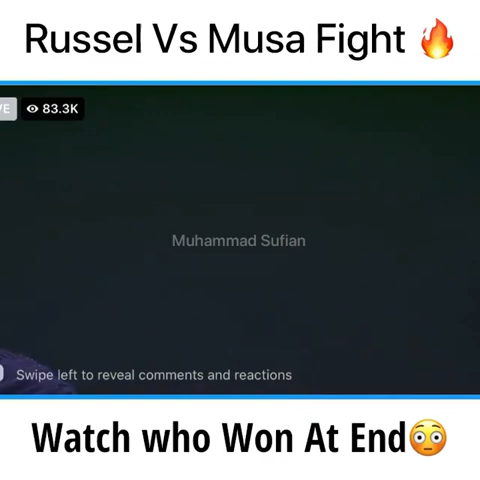 Russel Vs Musa Fight 🔥
VE 83.3K
Muhammad Sufian
Swipe left to reveal comments and reactions
Watch who Won At End😳